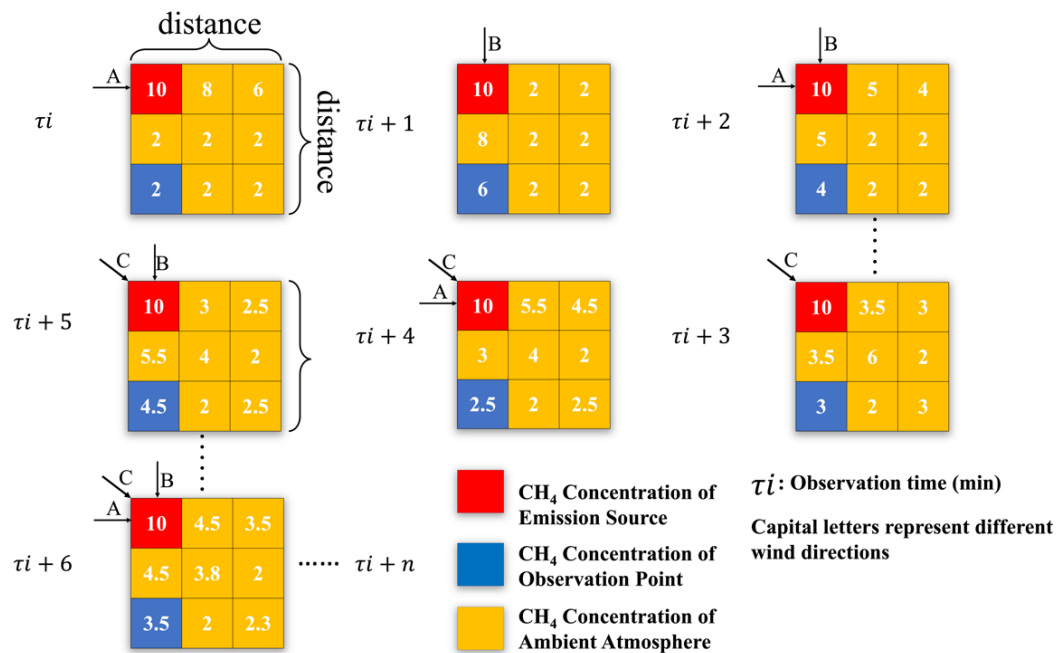 distance
A
10 8 6
2 2 2
2 2 2
distance
τi
B
10 2 2
8 2 2
6 2 2
τi + 1
B
A
10 5 4
5 2 2
4 2 2
τi + 2
C
B
10 3 2.5
5.5 4 2
4.5 2 2.5
τi + 5
C
A
10 5.5 4.5
3 4 2
2.5 2 2.5
τi + 4
C
10 3.5 3
3.5 6 2
3 2 3
τi + 3
C
B
A
10 4.5 3.5
4.5 3.8 2
3.5 2 2.3
τi + 6
...... τi + n
CH₄ Concentration of
Emission Source
CH₄ Concentration of
Observation Point
CH₄ Concentration of
Ambient Atmosphere
τi: Observation time (min)
Capital letters represent different
wind directions